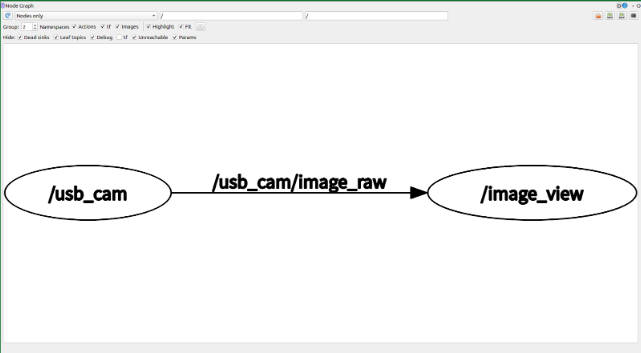 Node Graph
Nodes only / /
Group: 2 Namespaces Actions tf Images Highlight Fit
Hide: Dead sinks Leaf topics Debug tf Unreachable Params
/usb_cam /usb_cam/image_raw /image_view